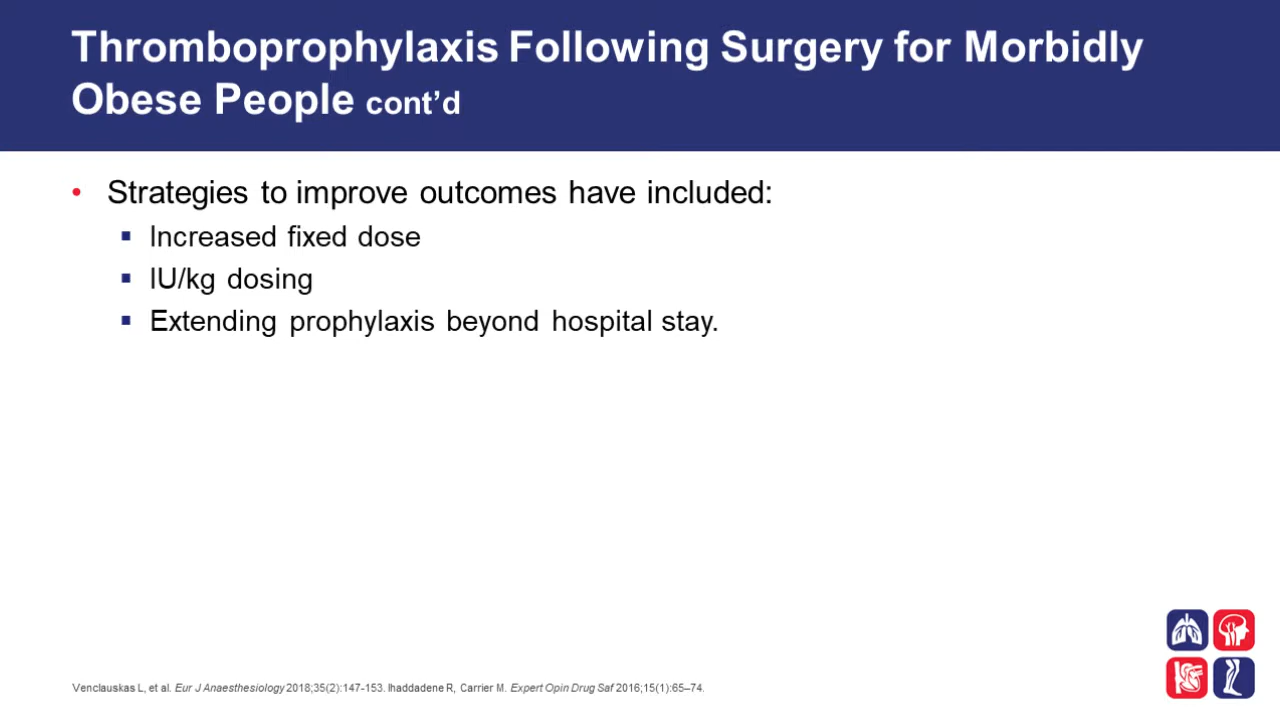 Thromboprophylaxis Following Surgery for Morbidly
Obese People cont’d
• Strategies to improve outcomes have included:
▪ Increased fixed dose
▪ IU/kg dosing
▪ Extending prophylaxis beyond hospital stay.
Venclauskas L, et al. Eur J Anaesthesiology 2018;35(2):147-153. Ihaddadene R, Carrier M. Expert Opin Drug Saf 2016;15(1):65–74.